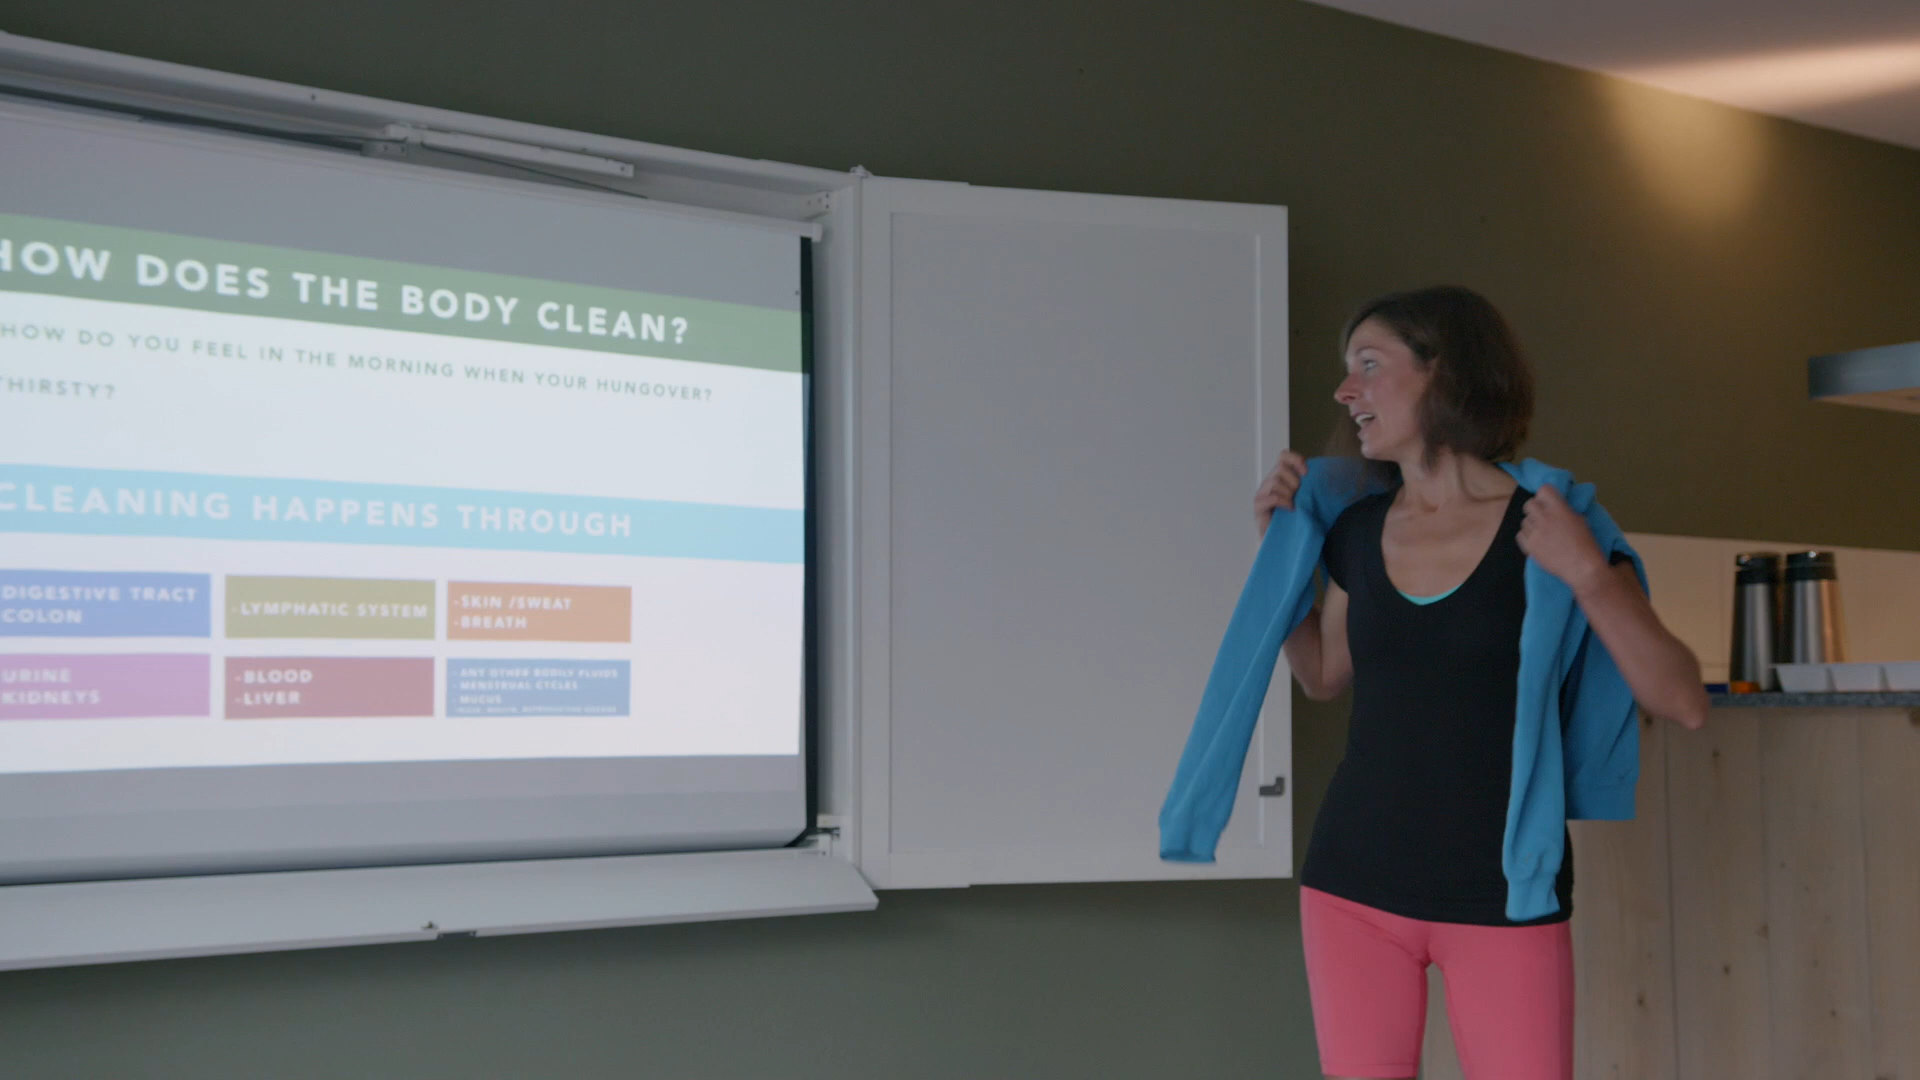 HOW DOES THE BODY CLEAN?
HOW DO YOU FEEL IN THE MORNING WHEN YOUR HUNGOVER?
THIRSTY?
CLEANING HAPPENS THROUGH
DIGESTIVE TRACT
COLON
-LYMPHATIC SYSTEM
-SKIN /SWEAT
-BREATH
URINE
KIDNEYS
-BLOOD
-LIVER
- ANY OTHER BODILY FLUIDS
- MENSTRUAL CYCLES
- MUCUS